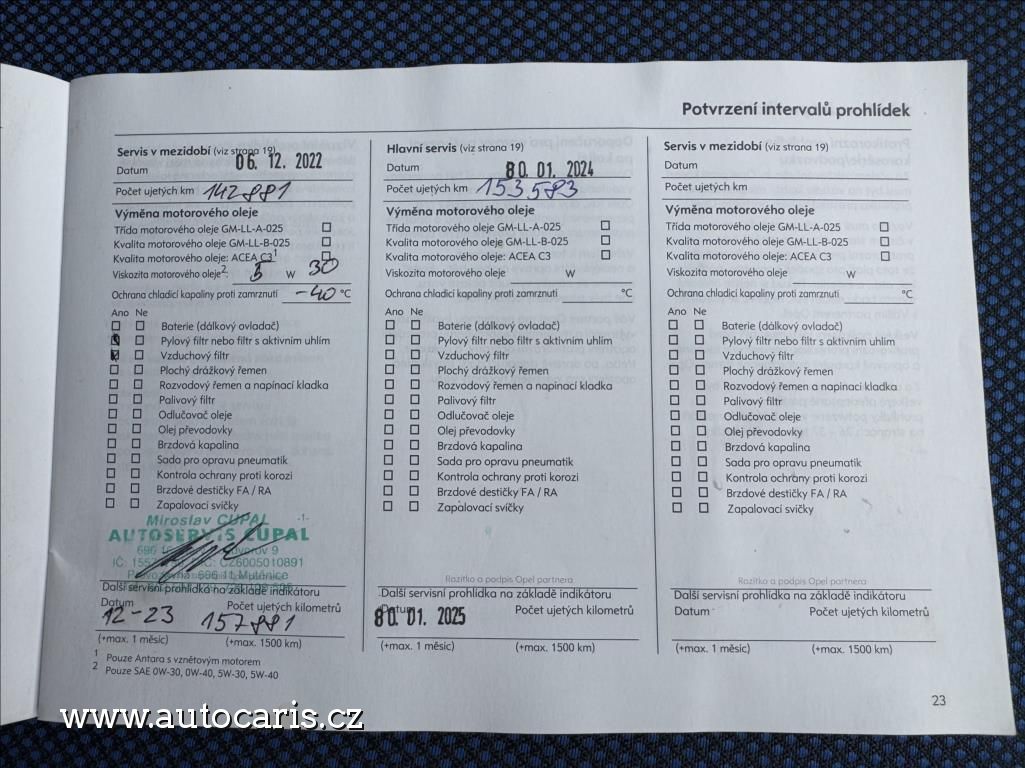 Potvrzení intervalů prohlídek
Servis v mezidobí (viz strana 19)
Datum 06. 12. 2022
Počet ujetých km 142881
Výměna motorového oleje
Třída motorového oleje GM-LL-A-025
Kvalita motorového oleje GM-LL-B-025
Kvalita motorového oleje: ACEA C3¹
Viskozita motorového oleje²: 5 W 30
Ochrana chladicí kapaliny proti zamrznutí -40 °C
Ano Ne
Baterie (dálkový ovladač)
Pylový filtr nebo filtr s aktivním uhlím
Vzduchový filtr
Plochý drážkový řemen
Rozvodový řemen a napínací kladka
Palivový filtr
Odlučovač oleje
Olej převodovky
Brzdová kapalina
Sada pro opravu pneumatik
Kontrola ochrany proti korozi
Brzdové destičky FA / RA
Zapalovací svíčky
Miroslav CUPAL -1-
AUTOSERVIS CUPAL
696 9
IČ: CZ6005010891
696 11 Mutěnice
Další servisní prohlídka na základě indikátoru
Datum Počet ujetých kilometrů
12-23 157881
(+max. 1 měsíc) (+max. 1500 km)
1 Pouze Antara s vznětovým motorem
2 Pouze SAE 0W-30, 0W-40, 5W-30, 5W-40
Hlavní servis (viz strana 19)
Datum 30. 01. 2024
Počet ujetých km 153583
Výměna motorového oleje
Třída motorového oleje GM-LL-A-025
Kvalita motorového oleje GM-LL-B-025
Kvalita motorového oleje: ACEA C3
Viskozita motorového oleje W
Ochrana chladicí kapaliny proti zamrznutí °C
Ano Ne
Baterie (dálkový ovladač)
Pylový filtr nebo filtr s aktivním uhlím
Vzduchový filtr
Plochý drážkový řemen
Rozvodový řemen a napínací kladka
Palivový filtr
Odlučovač oleje
Olej převodovky
Brzdová kapalina
Sada pro opravu pneumatik
Kontrola ochrany proti korozi
Brzdové destičky FA / RA
Zapalovací svíčky
Razítko a podpis Opel partnera
Další servisní prohlídka na základě indikátoru
Datum Počet ujetých kilometrů
30. 01. 2025
(+max. 1 měsíc) (+max. 1500 km)
Servis v mezidobí (viz strana 19)
Datum
Počet ujetých km
Výměna motorového oleje
Třída motorového oleje GM-LL-A-025
Kvalita motorového oleje GM-LL-B-025
Kvalita motorového oleje: ACEA C3
Viskozita motorového oleje W
Ochrana chladicí kapaliny proti zamrznutí °C
Ano Ne
Baterie (dálkový ovladač)
Pylový filtr nebo filtr s aktivním uhlím
Vzduchový filtr
Plochý drážkový řemen
Rozvodový řemen a napínací kladka
Palivový filtr
Odlučovač oleje
Olej převodovky
Brzdová kapalina
Sada pro opravu pneumatik
Kontrola ochrany proti korozi
Brzdové destičky FA / RA
Zapalovací svíčky
Razítko a podpis Opel partnera
Další servisní prohlídka na základě indikátoru
Datum Počet ujetých kilometrů
(+max. 1 měsíc) (+max. 1500 km)
23
www.autocaris.cz